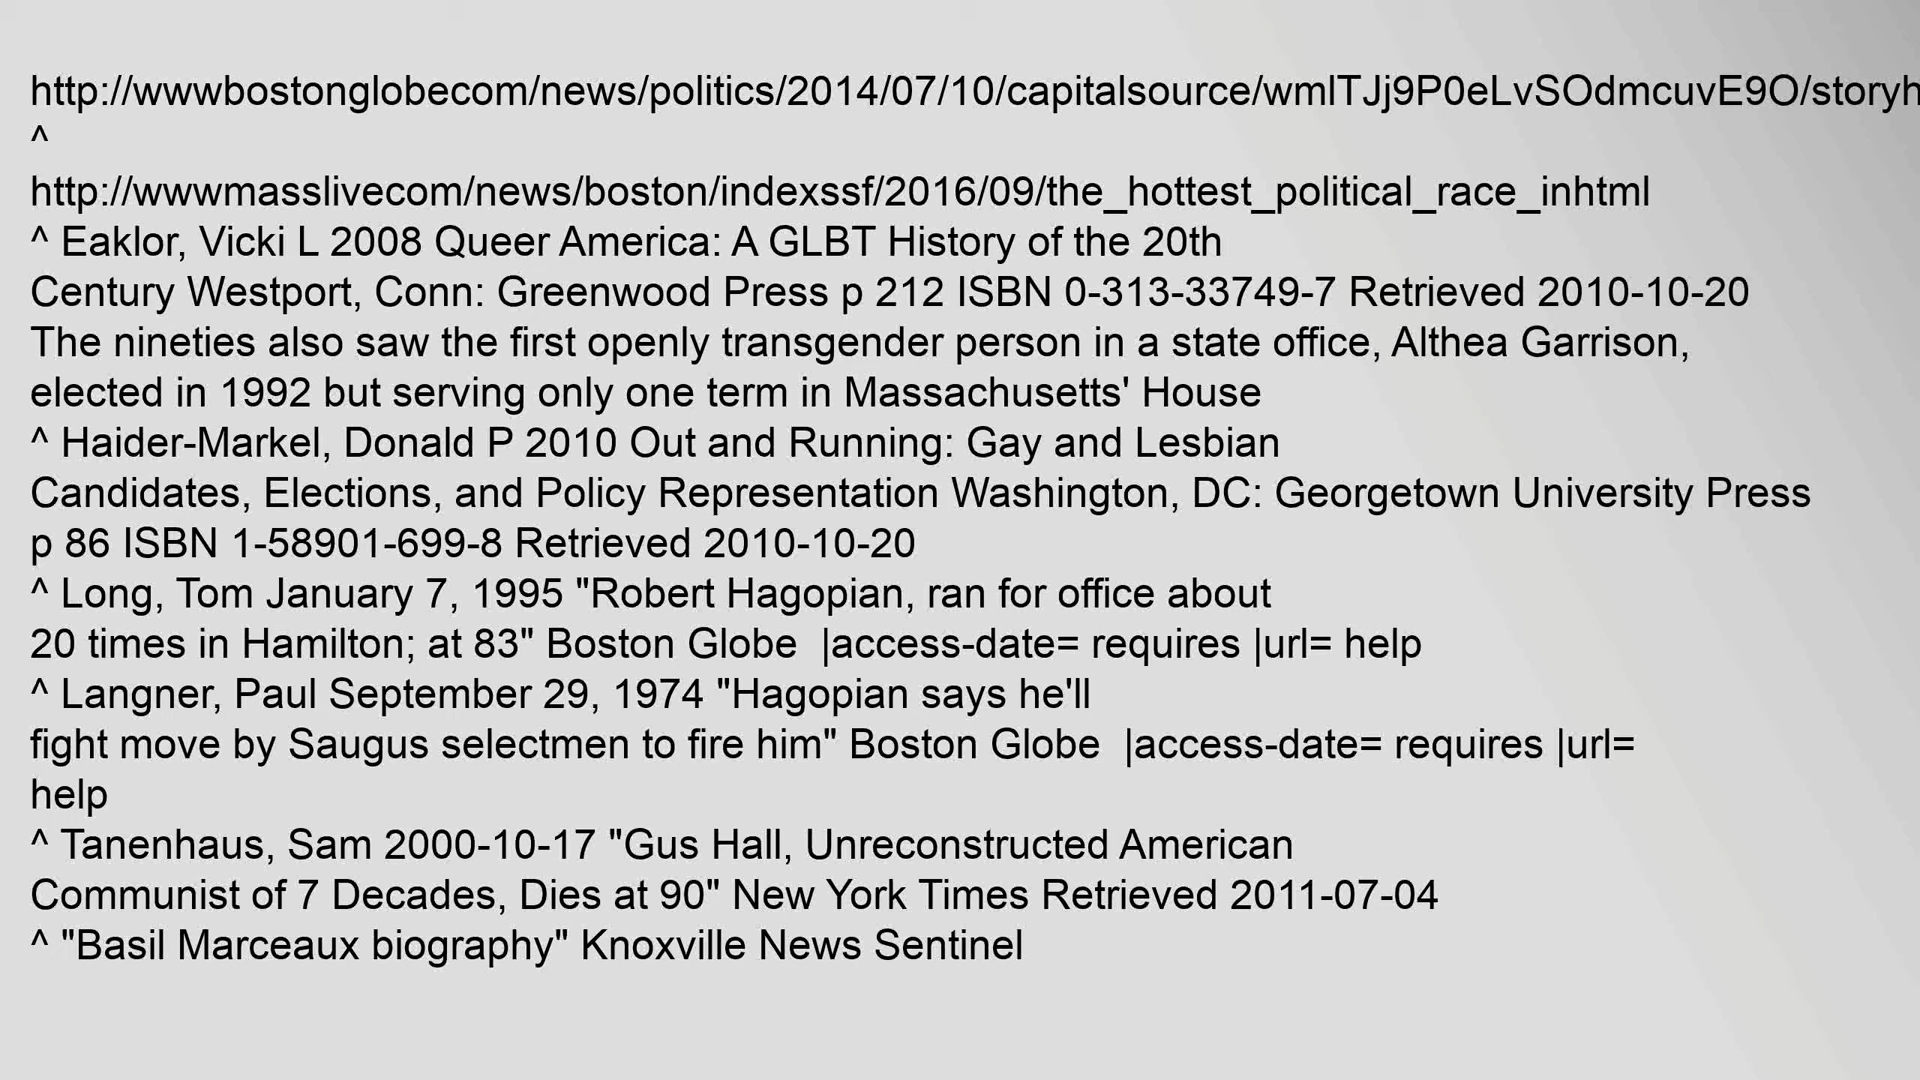 http://wwwbostonglobecom/news/politics/2014/07/10/capitalsource/wmlTJj9P0eLvSOdmcuvE9O/storyh
^
http://wwwmasslivecom/news/boston/indexssf/2016/09/the_hottest_political_race_inhtml
^ Eaklor, Vicki L 2008 Queer America: A GLBT History of the 20th
Century Westport, Conn: Greenwood Press p 212 ISBN 0-313-33749-7 Retrieved 2010-10-20
The nineties also saw the first openly transgender person in a state office, Althea Garrison,
elected in 1992 but serving only one term in Massachusetts' House
^ Haider-Markel, Donald P 2010 Out and Running: Gay and Lesbian
Candidates, Elections, and Policy Representation Washington, DC: Georgetown University Press
p 86 ISBN 1-58901-699-8 Retrieved 2010-10-20
^ Long, Tom January 7, 1995 "Robert Hagopian, ran for office about
20 times in Hamilton; at 83" Boston Globe  |access-date= requires |url= help
^ Langner, Paul September 29, 1974 "Hagopian says he'll
fight move by Saugus selectmen to fire him" Boston Globe  |access-date= requires |url=
help
^ Tanenhaus, Sam 2000-10-17 "Gus Hall, Unreconstructed American
Communist of 7 Decades, Dies at 90" New York Times Retrieved 2011-07-04
^ "Basil Marceaux biography" Knoxville News Sentinel